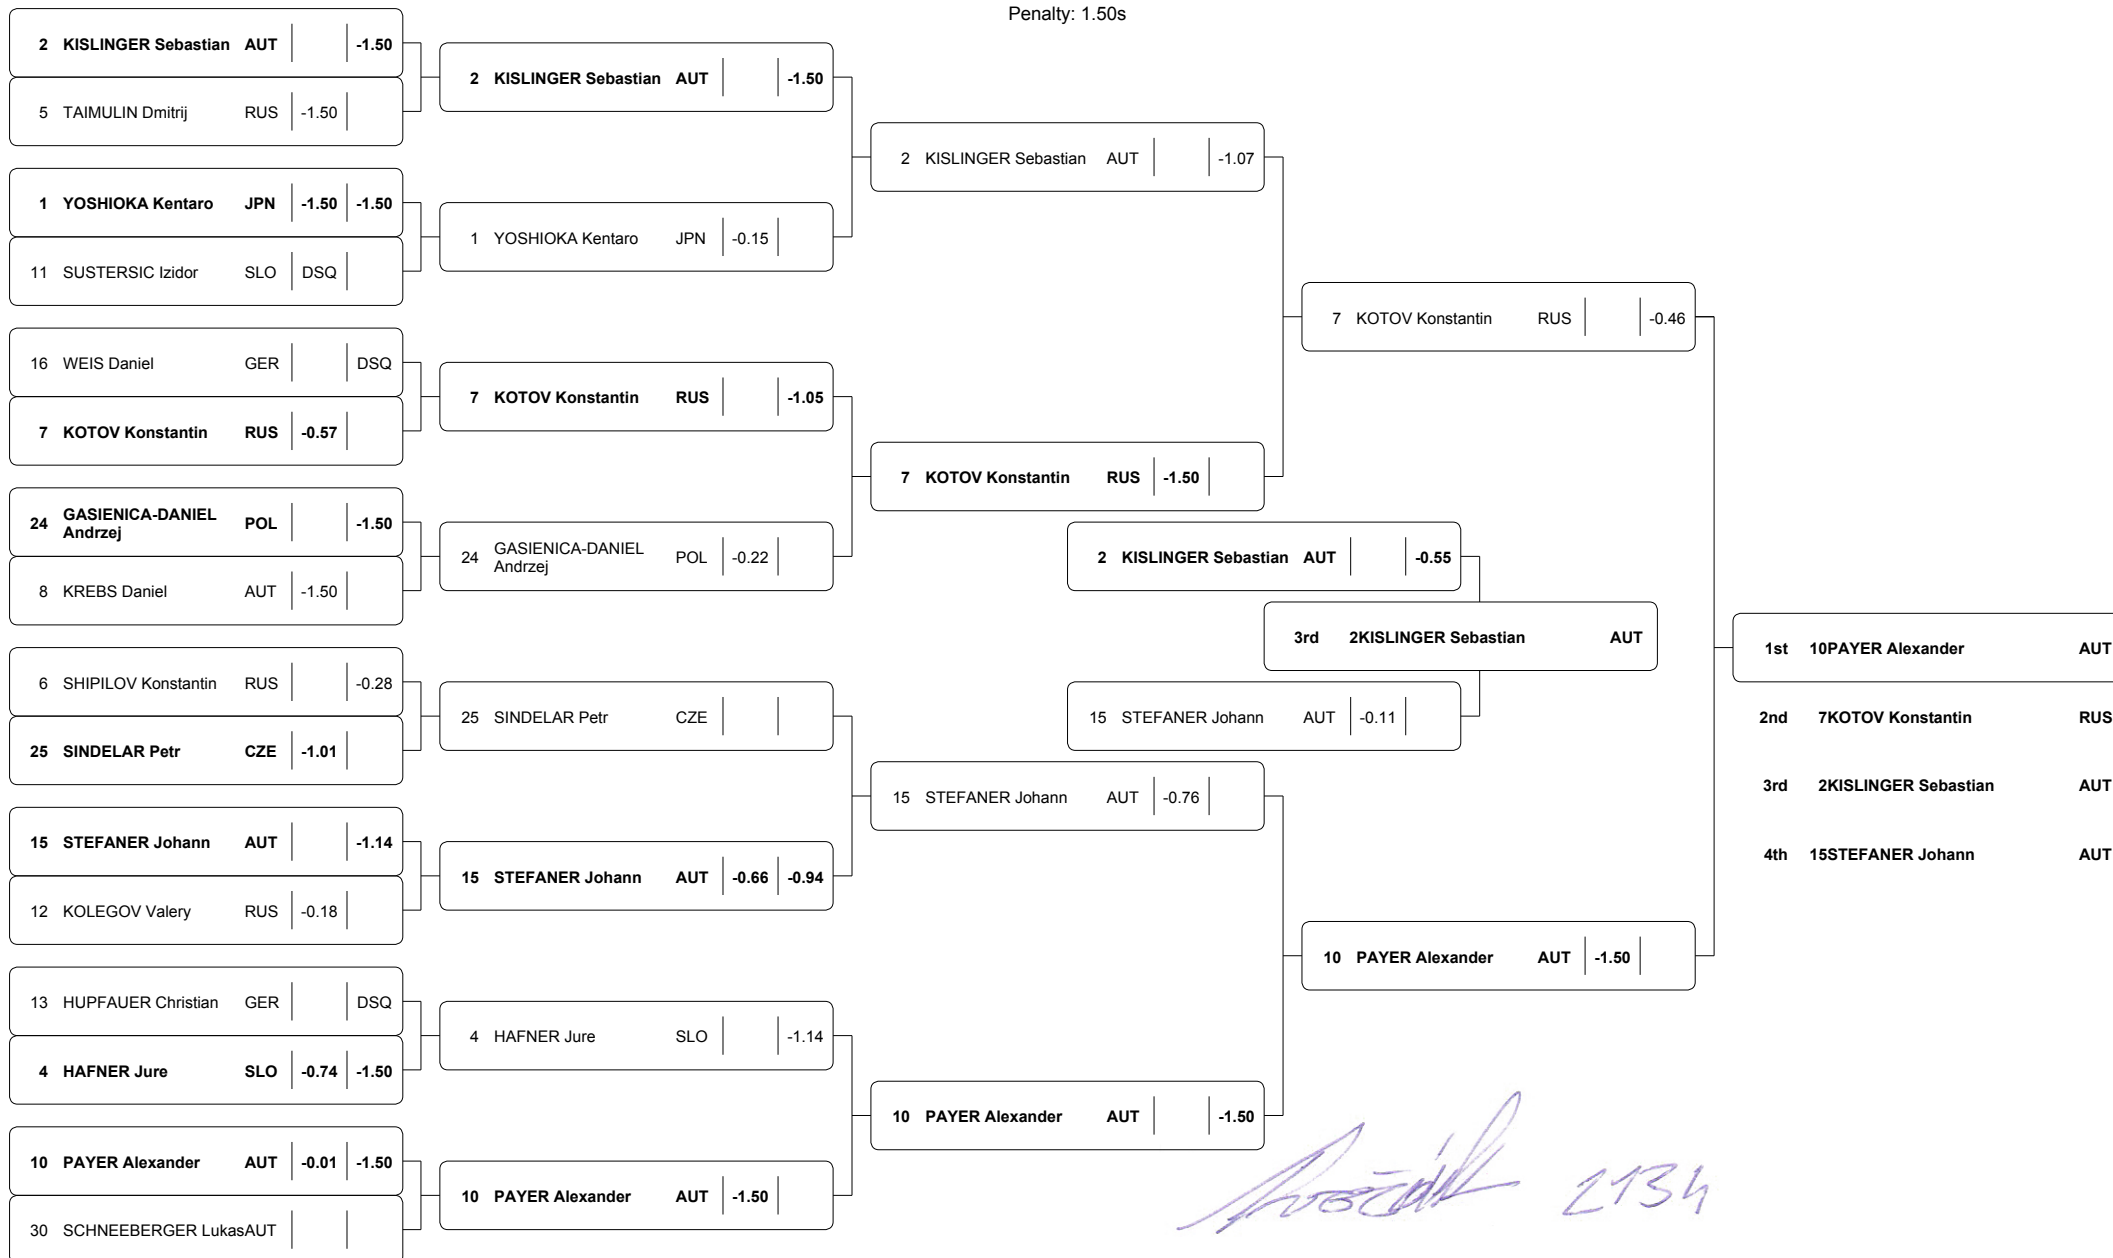 Penalty: 1.50s
2 KISLINGER Sebastian AUT -1.50
5 TAIMULIN Dmitrij RUS -1.50
1 YOSHIOKA Kentaro JPN -1.50 -1.50
11 SUSTERSIC Izidor SLO DSQ
16 WEIS Daniel GER DSQ
7 KOTOV Konstantin RUS -0.57
24 GASIENICA-DANIEL
Andrzej POL -1.50
8 KREBS Daniel AUT -1.50
6 SHIPILOV Konstantin RUS -0.28
25 SINDELAR Petr CZE -1.01
15 STEFANER Johann AUT -1.14
12 KOLEGOV Valery RUS -0.18
13 HUPFAUER Christian GER DSQ
4 HAFNER Jure SLO -0.74 -1.50
10 PAYER Alexander AUT -0.01 -1.50
30 SCHNEEBERGER LukasAUT
2 KISLINGER Sebastian AUT -1.50
1 YOSHIOKA Kentaro JPN -0.15
7 KOTOV Konstantin RUS -1.05
24 GASIENICA-DANIEL
Andrzej POL -0.22
25 SINDELAR Petr CZE
15 STEFANER Johann AUT -0.66 -0.94
4 HAFNER Jure SLO -1.14
10 PAYER Alexander AUT -1.50
2 KISLINGER Sebastian AUT -1.07
7 KOTOV Konstantin RUS -1.50
15 STEFANER Johann AUT -0.76
10 PAYER Alexander AUT -1.50
2 KISLINGER Sebastian AUT -0.55
3rd 2KISLINGER Sebastian AUT
15 STEFANER Johann AUT -0.11
7 KOTOV Konstantin RUS -0.46
10 PAYER Alexander AUT -1.50
1st 10PAYER Alexander AUT
2nd 7KOTOV Konstantin RUS
3rd 2KISLINGER Sebastian AUT
4th 15STEFANER Johann AUT